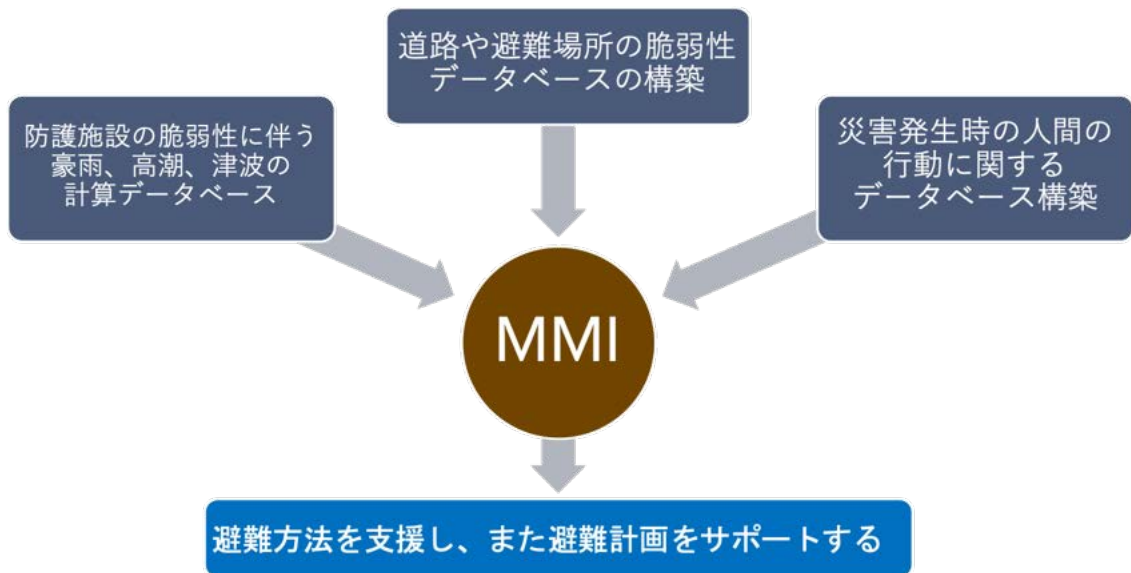 道路や避難場所の脆弱性
データベースの構築
防護施設の脆弱性に伴う
豪雨、高潮、津波の
計算データベース
災害発生時の人間の
行動に関する
データベース構築
MMI
避難方法を支援し、また避難計画をサポートする